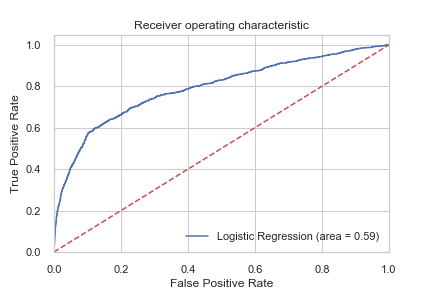 Receiver operating characteristic
1.0
0.8
0.6
0.4
0.2
0.0
True Positive Rate
Logistic Regression (area = 0.59)
0.0 0.2 0.4 0.6 0.8 1.0
False Positive Rate